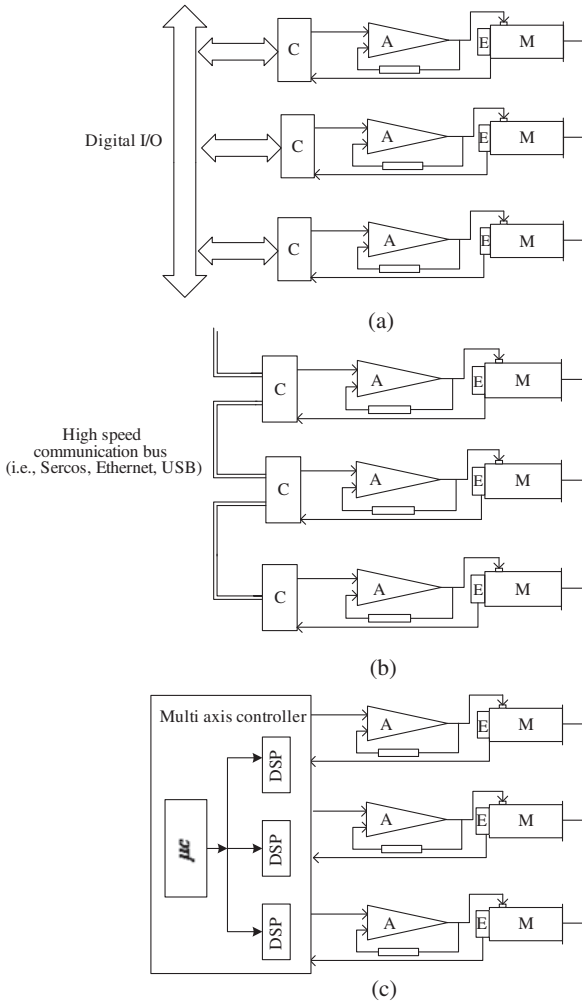 C
A
E
M
Digital I/O
C
A
E
M
C
A
E
M
(a)
C
A
E
M
High speed
communication bus
(i.e., Sercos, Ethernet, USB)
C
A
E
M
C
A
E
M
(b)
Multi axis controller
DSP
A
E
M
μc
DSP
A
E
M
DSP
A
E
M
(c)